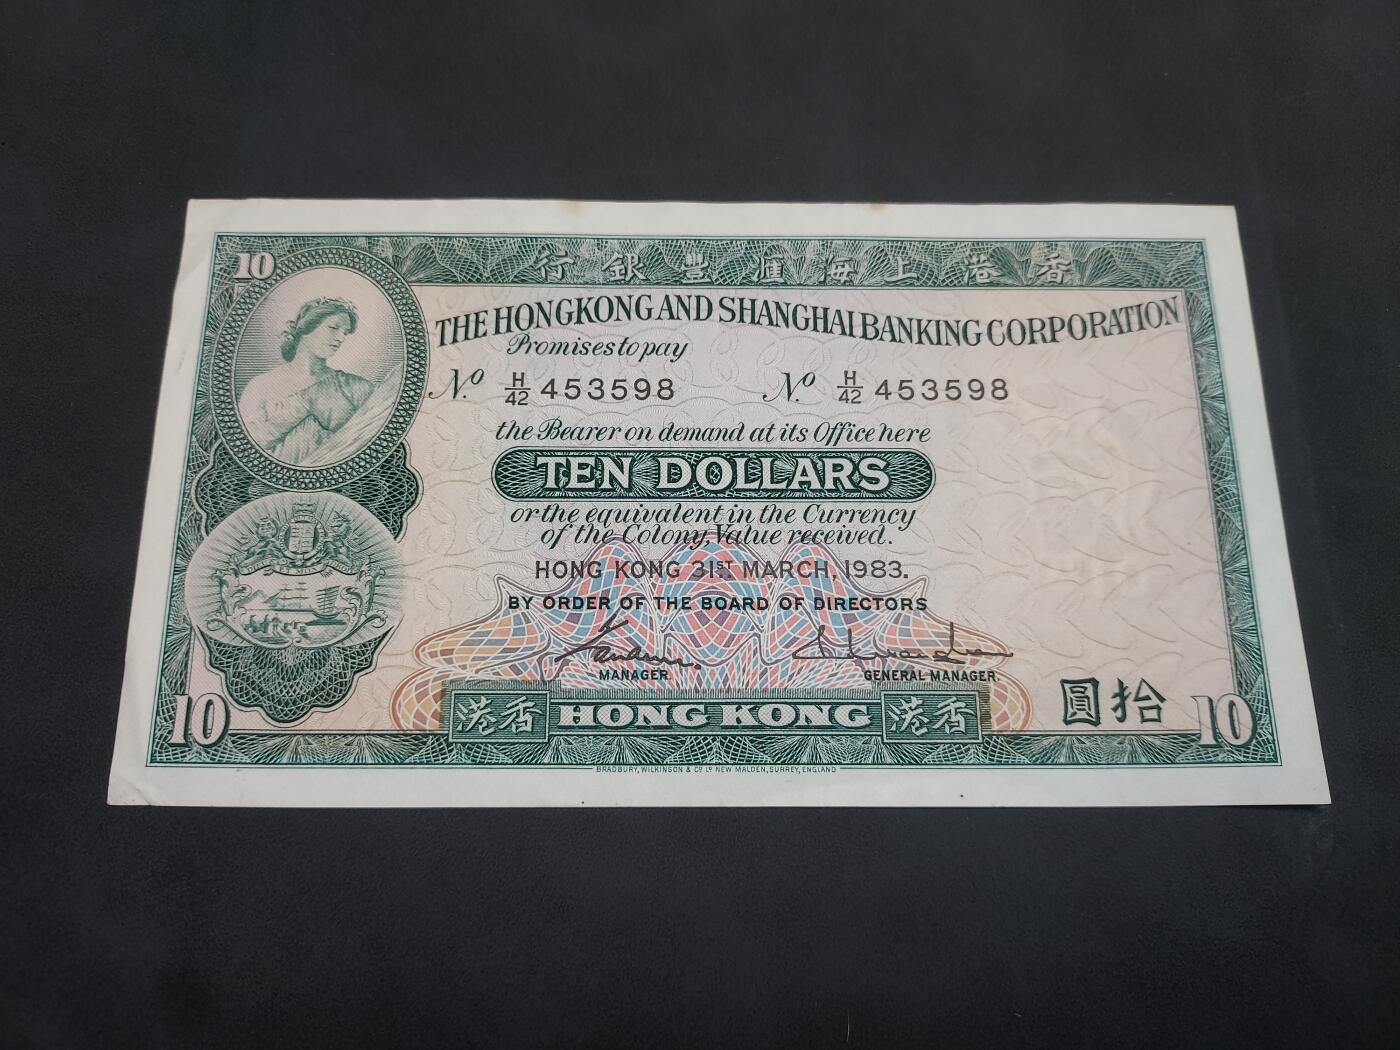 10
行銀豐滙海上港香
THE HONGKONG AND SHANGHAI BANKING CORPORATION
Promises to pay
No. H/42 453598 No. H/42 453598
the Bearer on demand at its Office here
TEN DOLLARS
or the equivalent in the Currency
of the Colony, Value received.
HONG KONG 31ST MARCH, 1983.
BY ORDER OF THE BOARD OF DIRECTORS
MANAGER. GENERAL MANAGER.
10 港香 HONG KONG 港香 圓拾 10
BRADBURY, WILKINSON & Co. Ld. NEW MALDEN, SURREY, ENGLAND